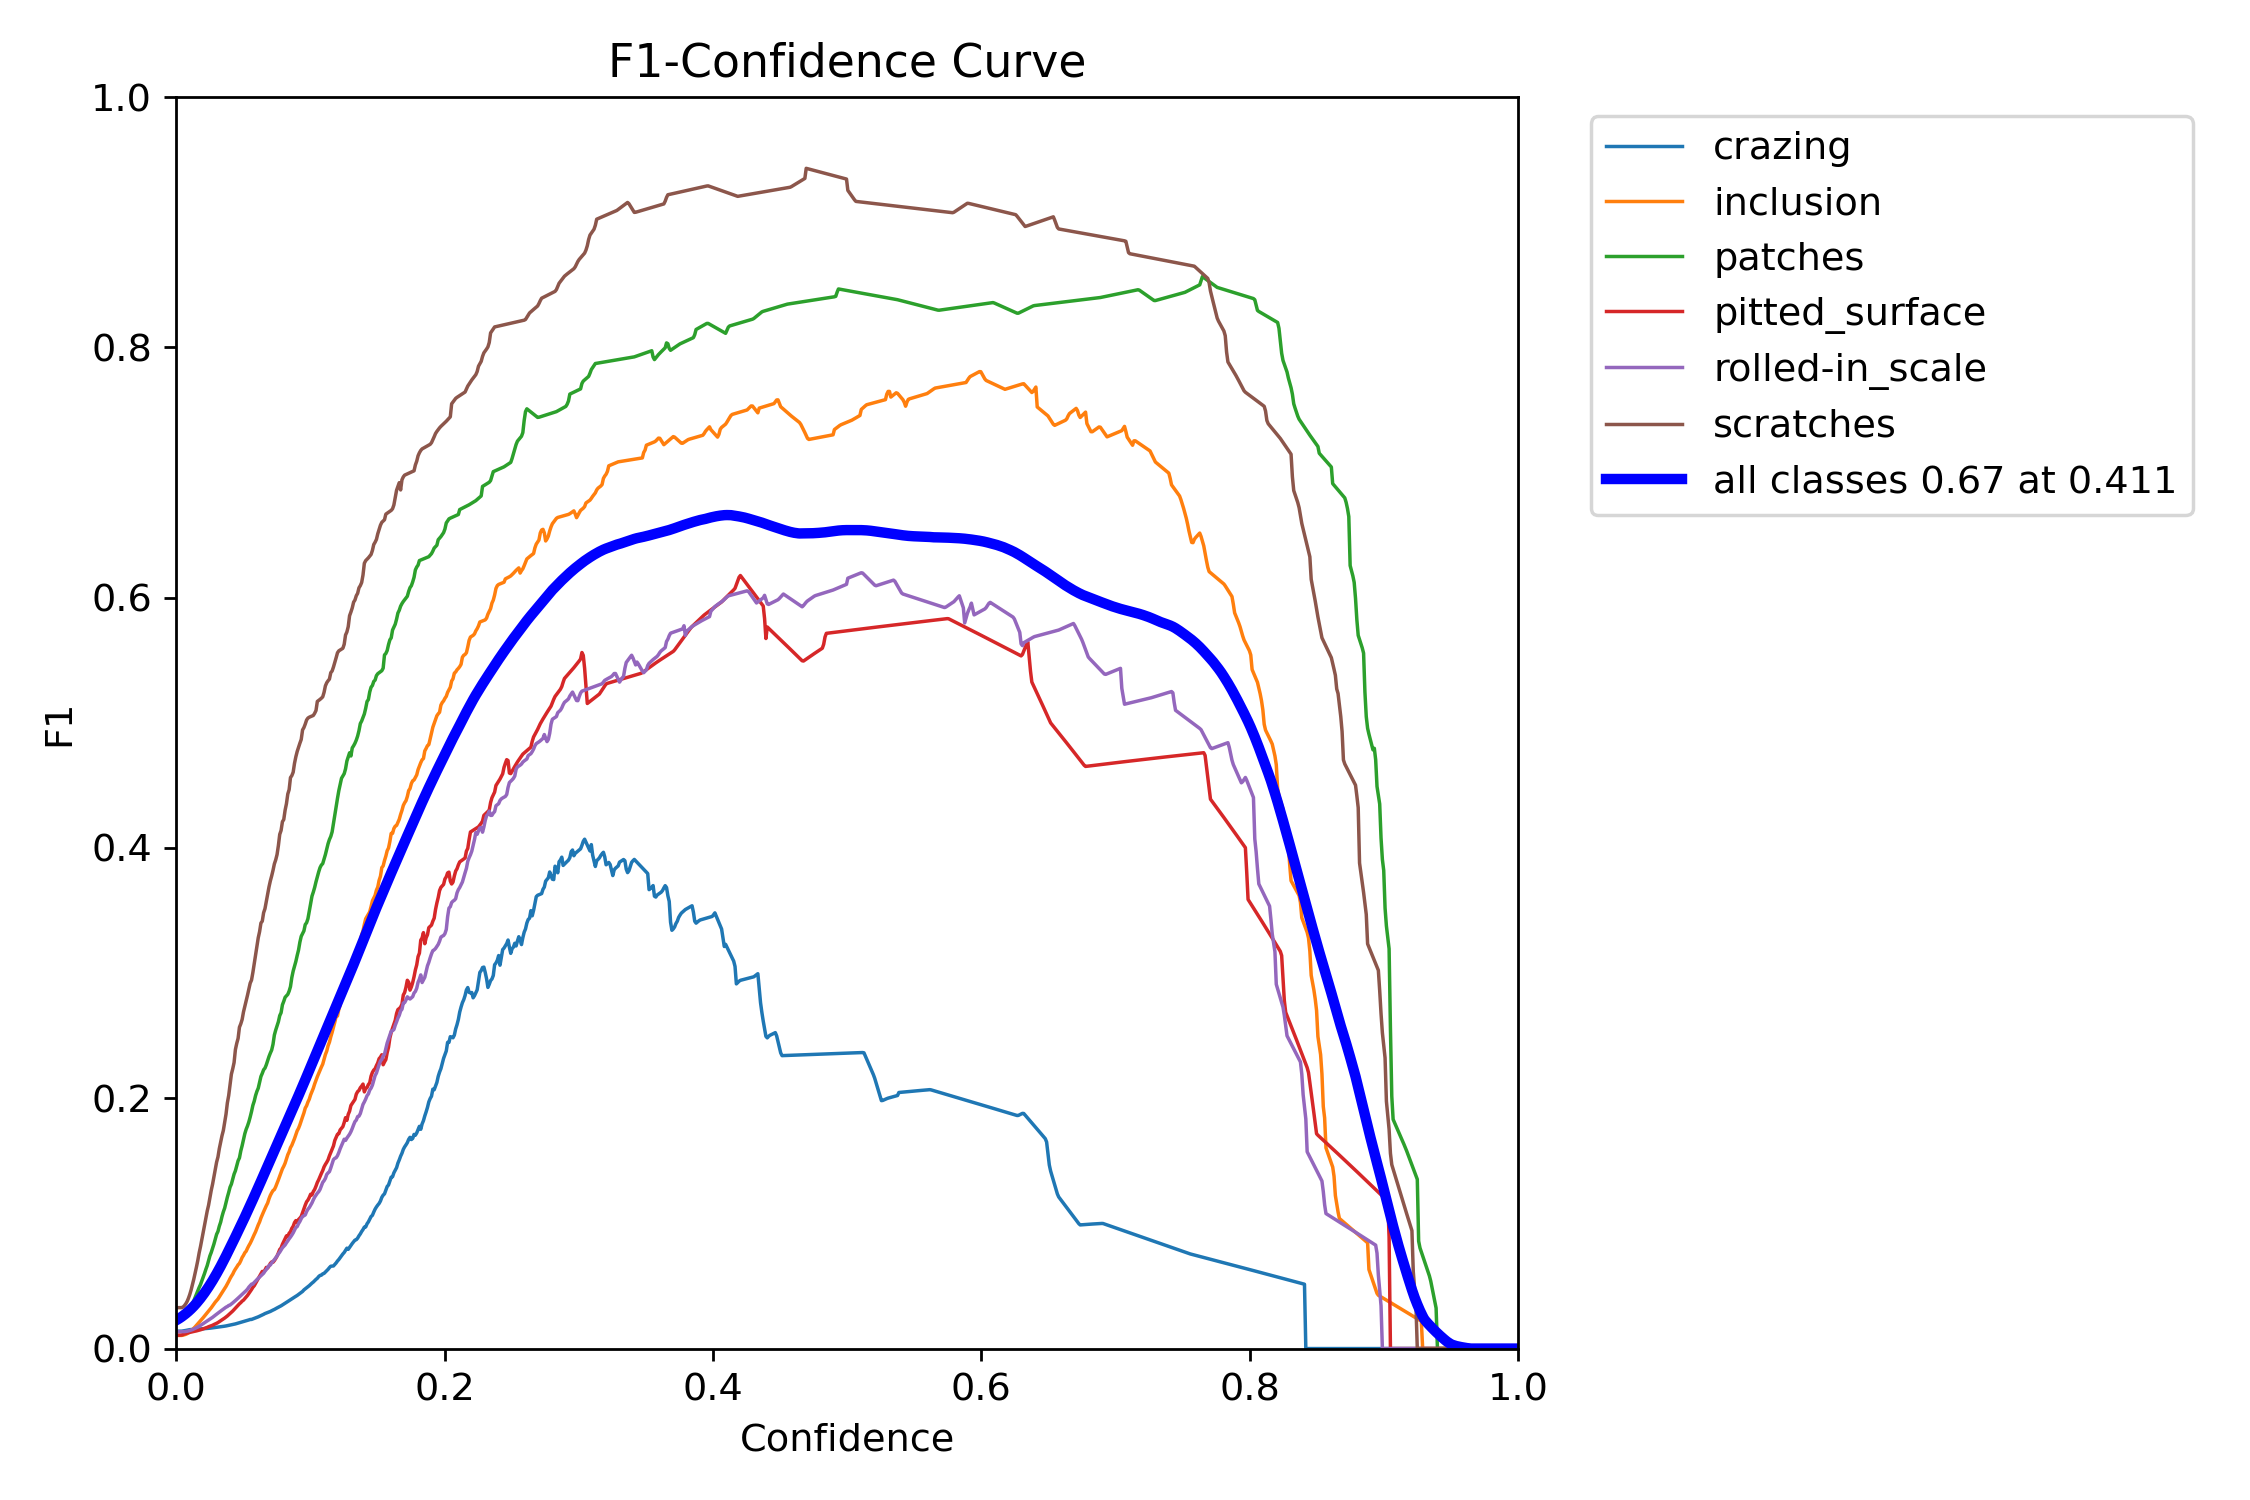 F1-Confidence Curve
1.0
0.8
0.6
0.4
0.2
0.0
F1
0.0 0.2 0.4 0.6 0.8 1.0
Confidence
crazing
inclusion
patches
pitted_surface
rolled-in_scale
scratches
all classes 0.67 at 0.411